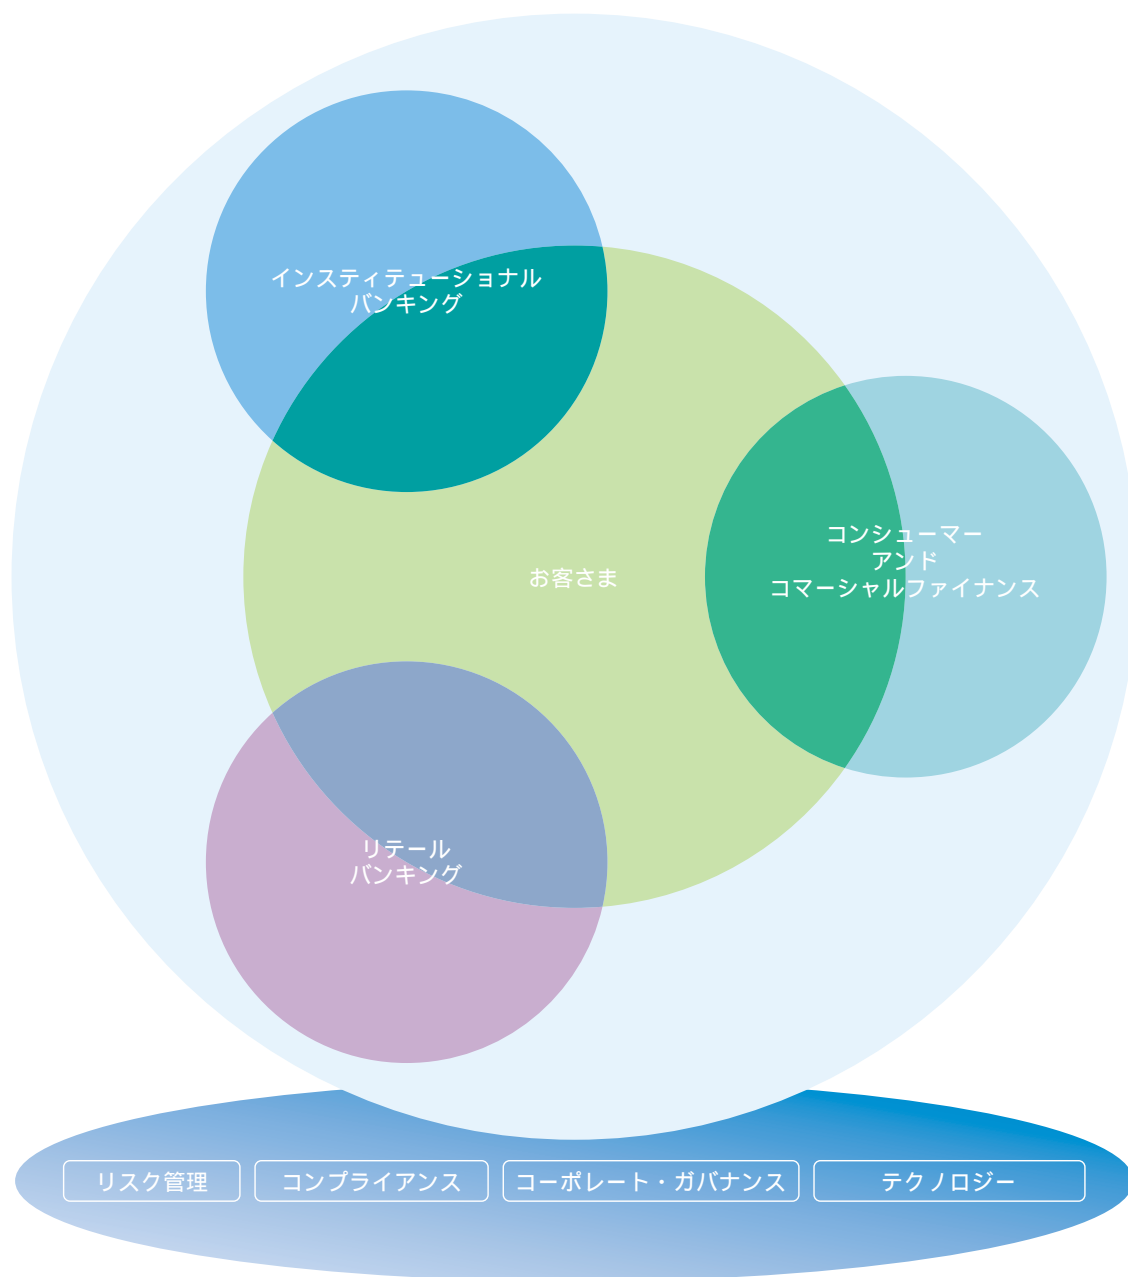 インスティテューショナル
バンキング
コンシューマー
アンド
コマーシャルファイナンス
お客さま
リテール
バンキング
リスク管理
コンプライアンス
コーポレート・ガバナンス
テクノロジー